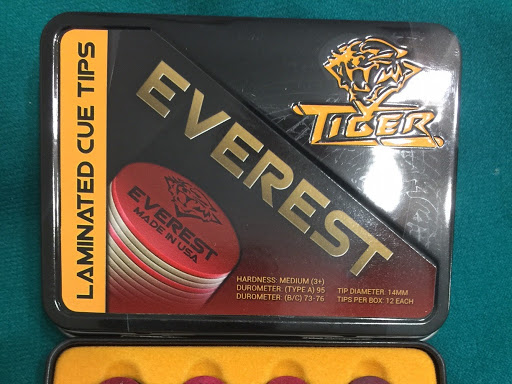 LAMINATED CUE TIPS
EVEREST
TIGER
EVEREST
MADE IN USA
HARDNESS: MEDIUM (3+)
DUROMETER: (TYPE A) 95
DUROMETER: (B/C) 73-76
TIP DIAMETER: 14MM
TIPS PER BOX: 12 EACH